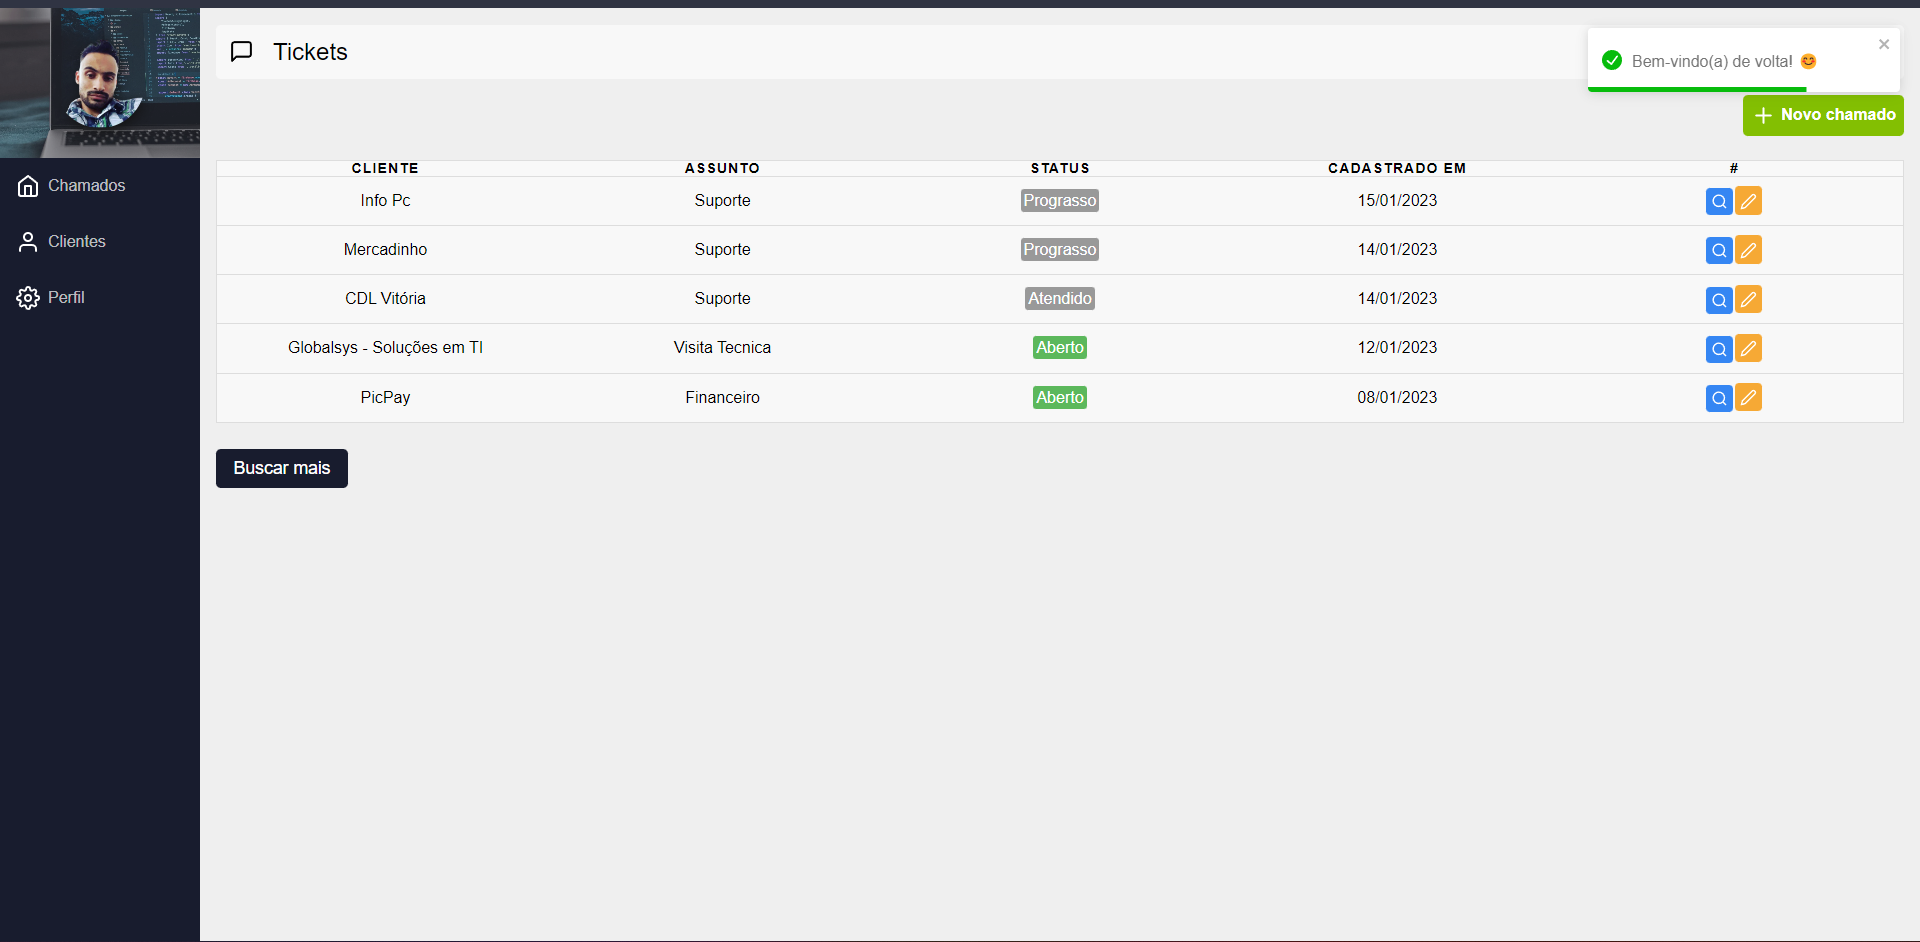 Tickets
Bem-vindo(a) de volta! 😊
Novo chamado
Chamados
Clientes
Perfil
CLIENTE ASSUNTO STATUS CADASTRADO EM #
Info Pc Suporte Prograsso 15/01/2023
Mercadinho Suporte Prograsso 14/01/2023
CDL Vitória Suporte Atendido 14/01/2023
Globalsys - Soluções em TI Visita Tecnica Aberto 12/01/2023
PicPay Financeiro Aberto 08/01/2023
Buscar mais